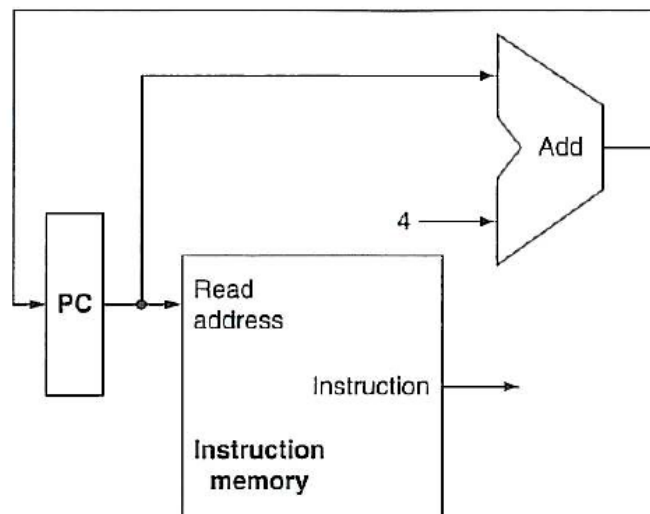 Add
4
PC
Read
address
Instruction
Instruction
memory